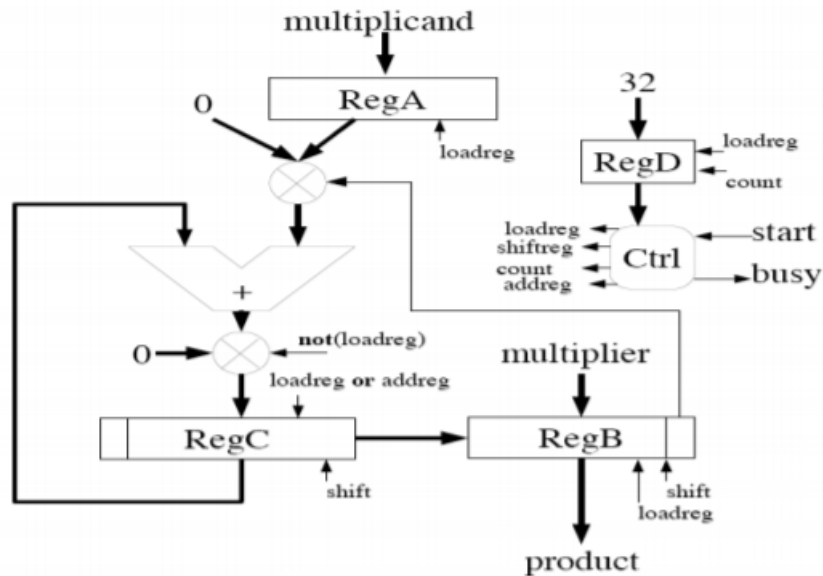 multiplicand
0
RegA
loadreg
32
RegD
loadreg
count
loadreg
shiftreg
count
addreg
Ctrl
start
busy
+
0
not(loadreg)
loadreg or addreg
multiplier
RegC
RegB
shift
shift
loadreg
product